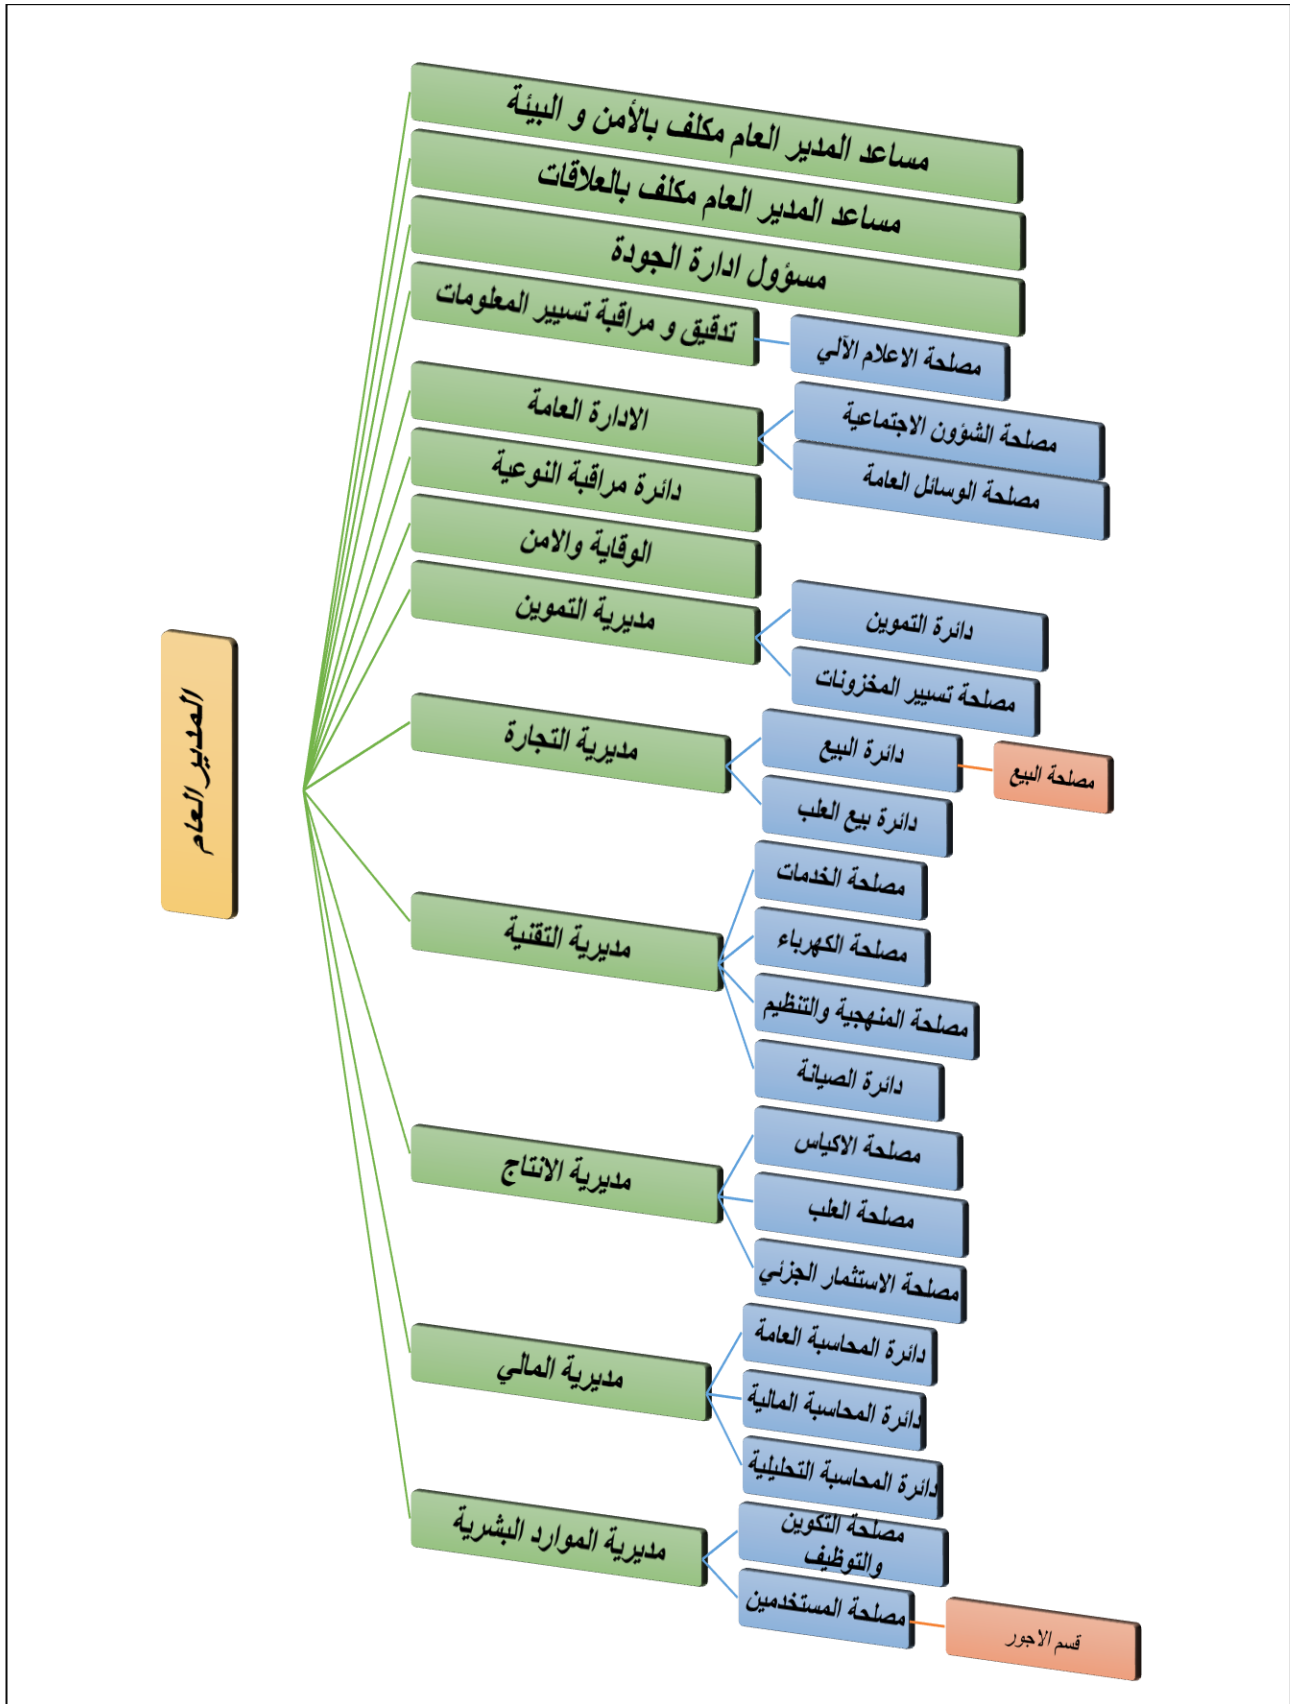 مساعد المدير العام مكلف بالأمن و البيئة
مساعد المدير العام مكلف بالعلاقات
مسؤول ادارة الجودة
تدقيق و مراقبة تسيير المعلومات
مصلحة الاعلام الآلي
الادارة العامة
مصلحة الشؤون الاجتماعية
مصلحة الوسائل العامة
دائرة مراقبة النوعية
الوقاية والامن
مديرية التموين
دائرة التموين
مصلحة تسيير المخزونات
المدير العام
مديرية التجارة
دائرة البيع
مصلحة البيع
دائرة بيع العلب
مديرية التقنية
مصلحة الخدمات
مصلحة الكهرباء
مصلحة المنهجية والتنظيم
دائرة الصيانة
مديرية الانتاج
مصلحة الاكياس
مصلحة العلب
مصلحة الاستثمار الجزئي
مديرية المالي
دائرة المحاسبة العامة
دائرة المحاسبة المالية
دائرة المحاسبة التحليلية
مديرية الموارد البشرية
مصلحة التكوين
والتوظيف
مصلحة المستخدمين
قسم الاجور